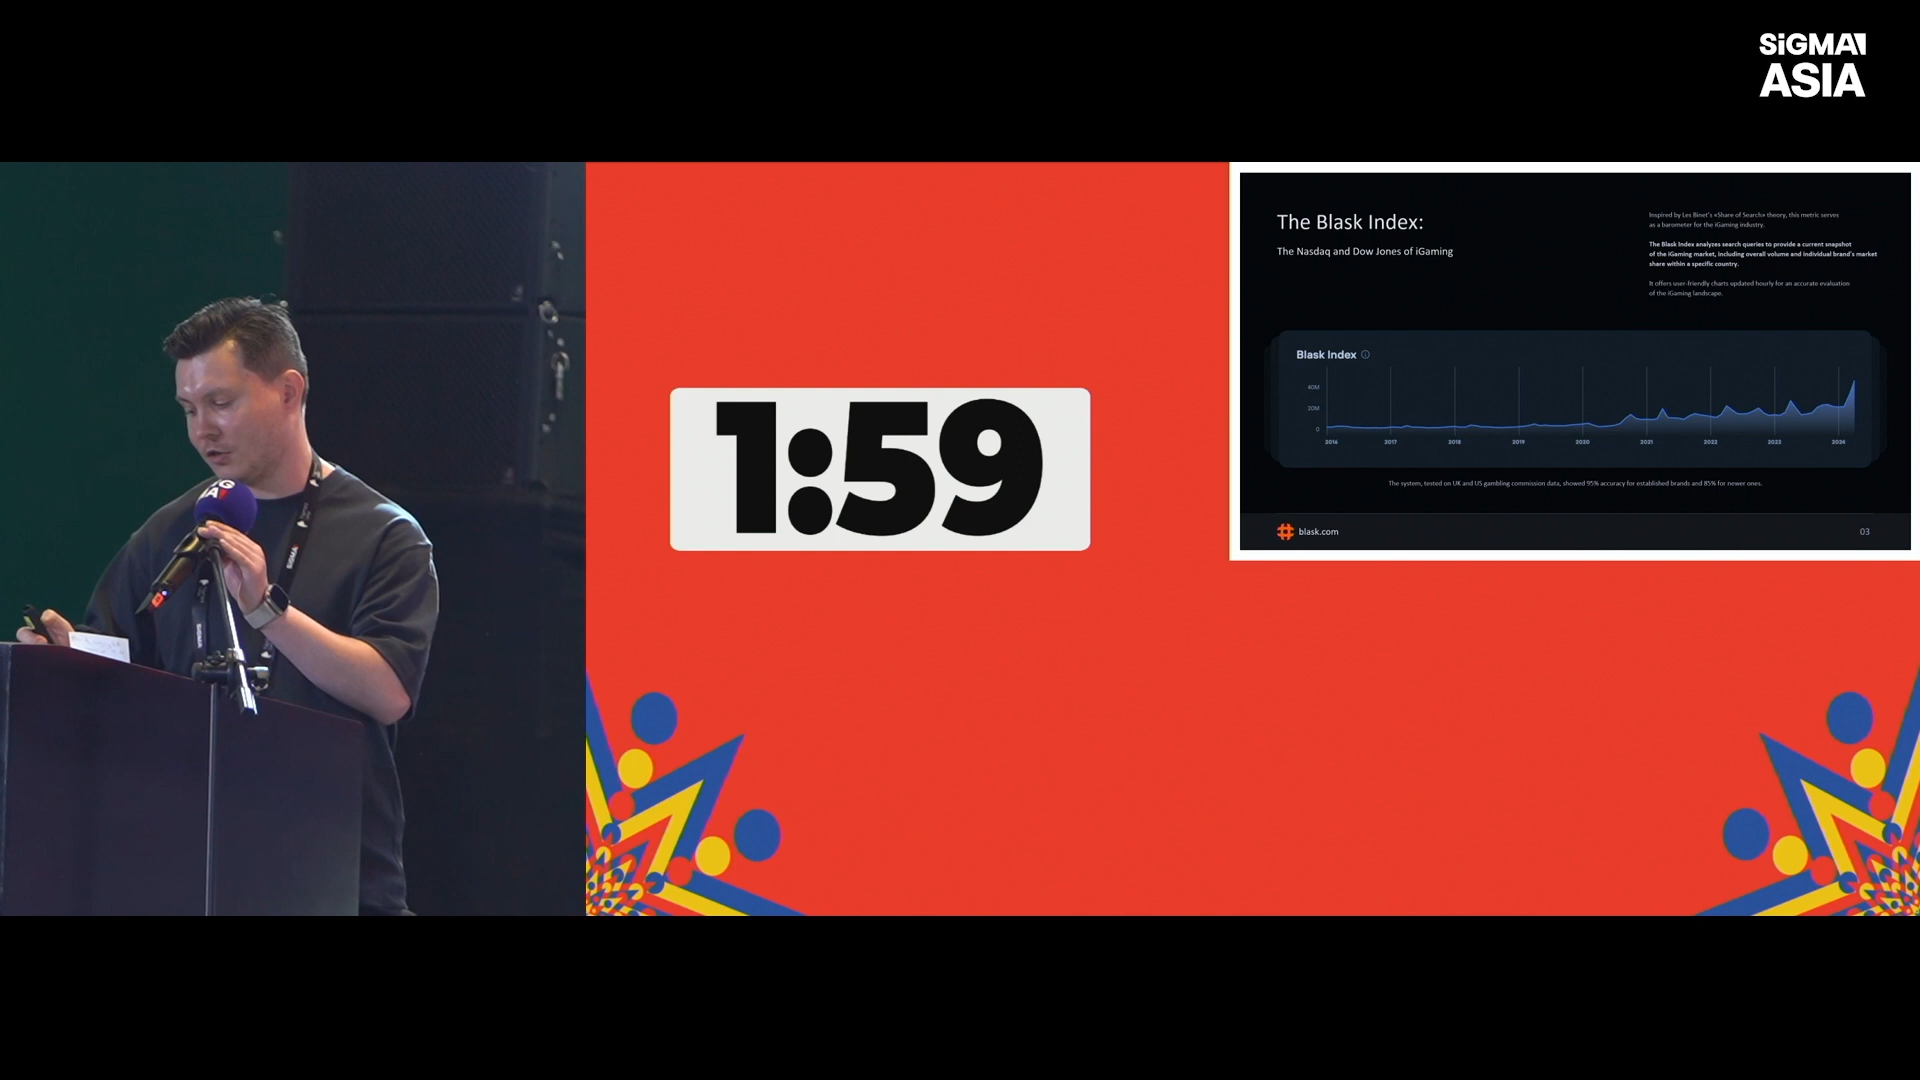 SiGMA
ASIA
1:59
The Blask Index:
The Nasdaq and Dow Jones of iGaming
Inspired by Les Binet's «Share of Search» theory, this metric serves
as a barometer for the iGaming industry.
The Blask Index analyzes search queries to provide a current snapshot
of the iGaming market, including overall volume and individual brand's market
share within a specific country.
It offers user-friendly charts updated hourly for an accurate evaluation
of the iGaming landscape.
Blask Index
40M
20M
0
2016 2017 2018 2019 2020 2021 2022 2023 2024
The system, tested on UK and US gambling commission data, showed 95% accuracy for established brands and 85% for newer ones.
blask.com
03
SiGMA
SiGMA